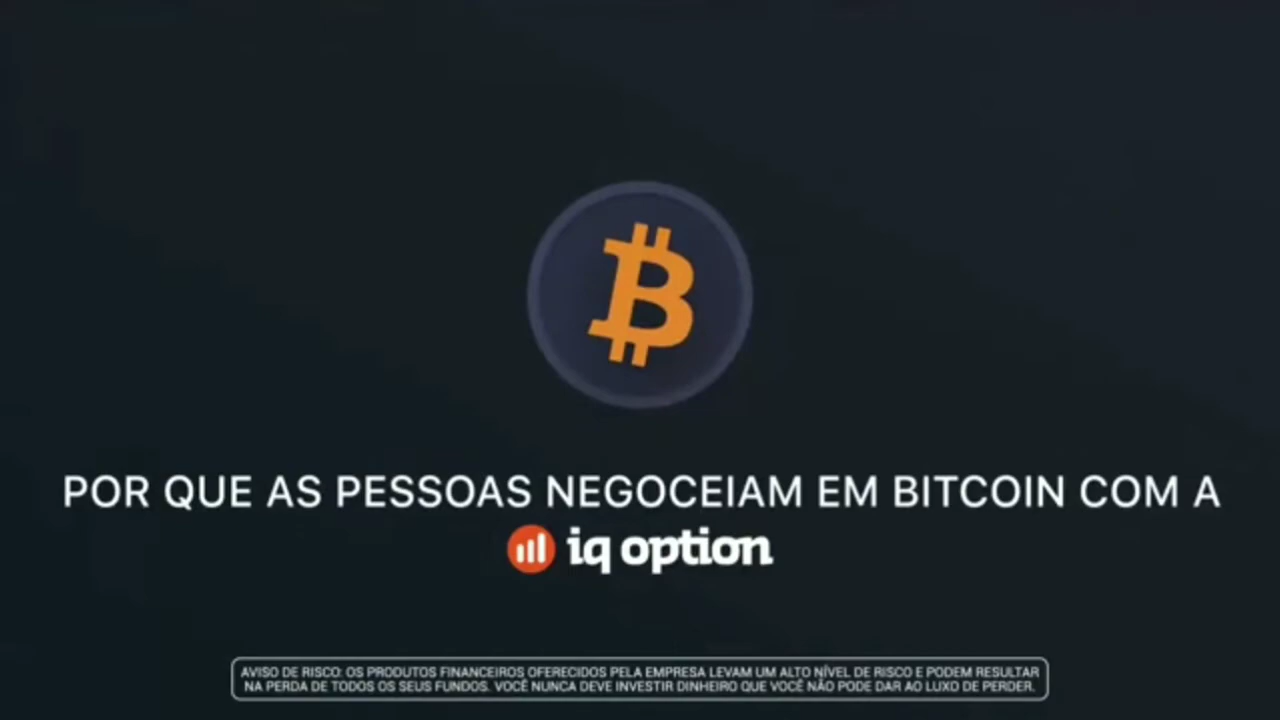 POR QUE AS PESSOAS NEGOCEIAM EM BITCOIN COM A
iq option
AVISO DE RISCO: OS PRODUTOS FINANCEIROS OFERECIDOS PELA EMPRESA LEVAM UM ALTO NÍVEL DE RISCO E PODEM RESULTAR
NA PERDA DE TODOS OS SEUS FUNDOS. VOCÊ NUNCA DEVE INVESTIR DINHEIRO QUE VOCÊ NÃO PODE DAR AO LUXO DE PERDER.